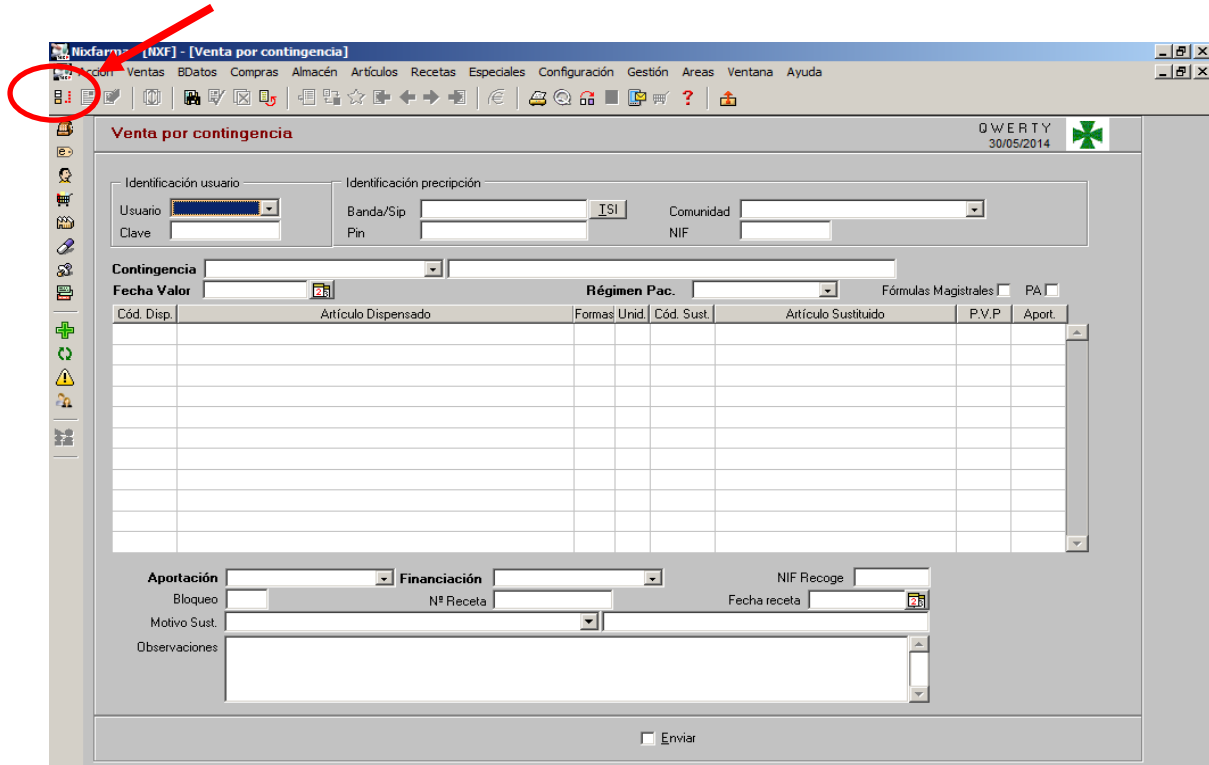 Nixfarma - [NXF] - [Venta por contingencia]
Acción Ventas BDatos Compras Almacén Artículos Recetas Especiales Configuración Gestión Areas Ventana Ayuda
Venta por contingencia
QWERTY
30/05/2014
Identificación usuario Identificación precripción
Usuario Banda/Sip TSI Comunidad
Clave Pin NIF
Contingencia
Fecha Valor Régimen Pac. Fórmulas Magistrales PA
Cód. Disp. Artículo Dispensado Formas Unid. Cód. Sust. Artículo Sustituido P.V.P Aport.
Aportación Financiación NIF Recoge
Bloqueo Nª Receta Fecha receta
Motivo Sust.
Observaciones
Enviar